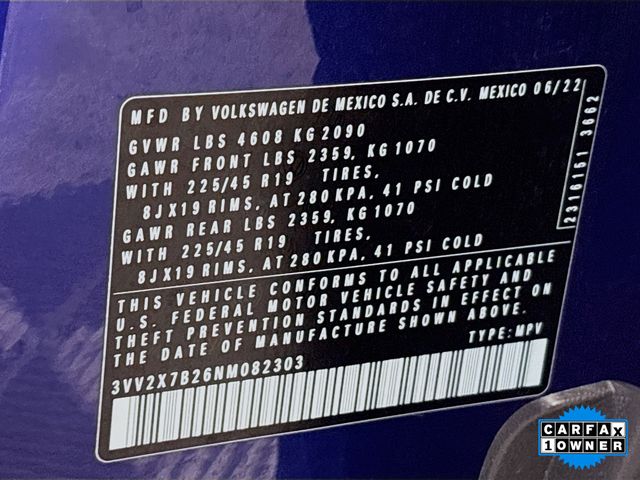 MFD BY VOLKSWAGEN DE MEXICO S.A. DE C.V. MEXICO 06/22
GVWR LBS 4608 KG 2090
GAWR FRONT LBS 2359, KG 1070
WITH 225/45 R19 TIRES,
8JX19 RIMS, AT 280 KPA, 41 PSI COLD
GAWR REAR LBS 2359, KG 1070
WITH 225/45 R19 TIRES,
8JX19 RIMS, AT 280 KPA, 41 PSI COLD
2316161 3662
THIS VEHICLE CONFORMS TO ALL APPLICABLE
U.S. FEDERAL MOTOR VEHICLE SAFETY AND
THEFT PREVENTION STANDARDS IN EFFECT ON
THE DATE OF MANUFACTURE SHOWN ABOVE.
TYPE: MPV
3VV2X7B26NM082303
CARFAX
1 OWNER